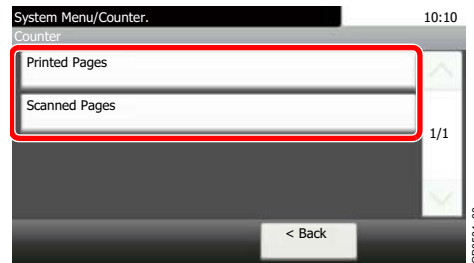 System Menu/Counter.
10:10
Counter
Printed Pages
Scanned Pages
1/1
< Back